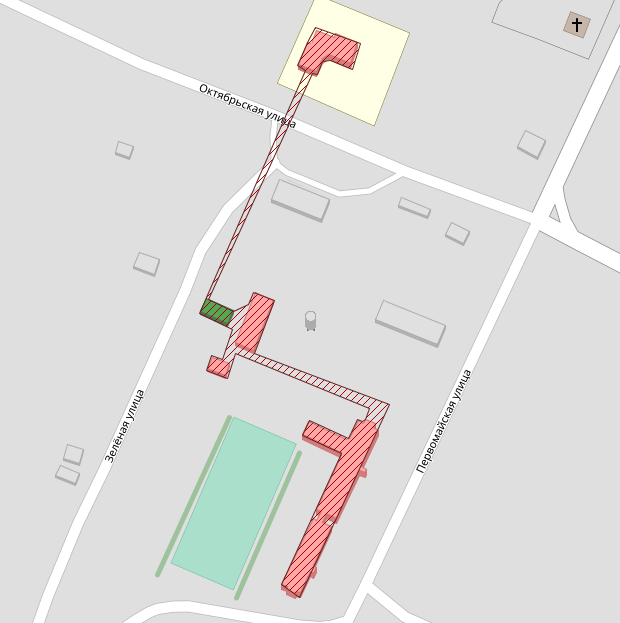 Октябрьская улица
Первомайская улица
Зелёная улица